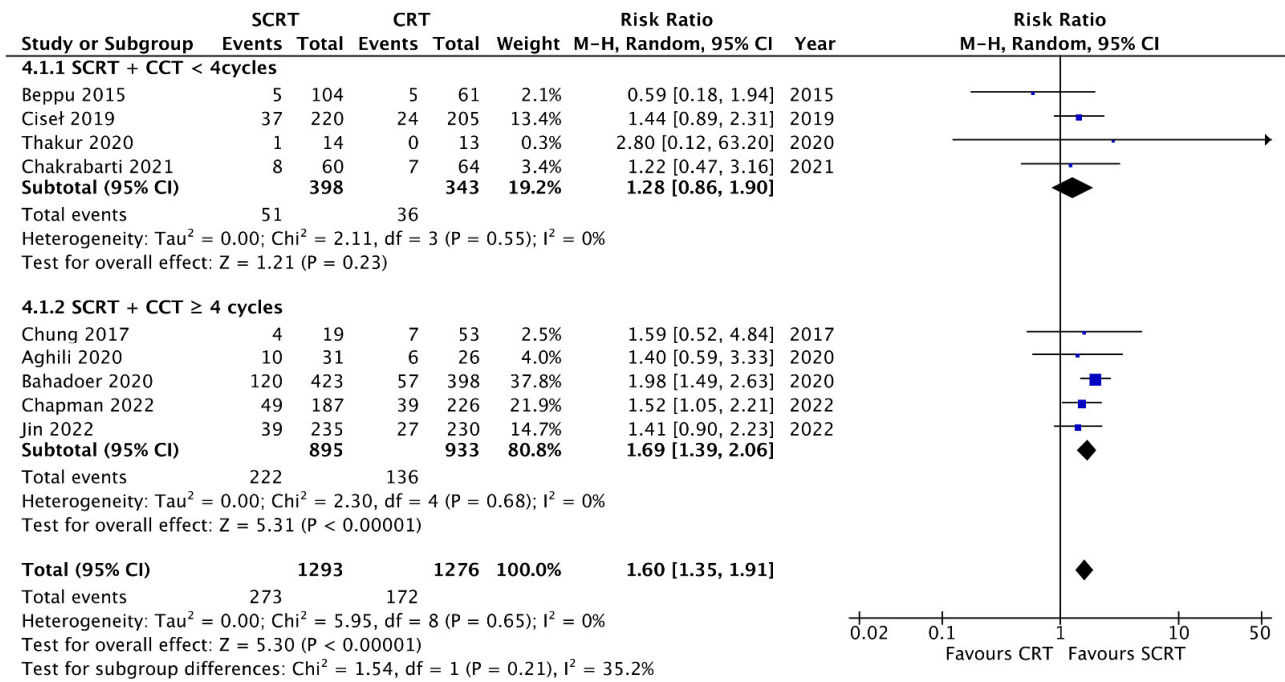 SCRT CRT Risk Ratio Risk Ratio
Study or Subgroup Events Total Events Total Weight M-H, Random, 95% CI Year M-H, Random, 95% CI
4.1.1 SCRT + CCT < 4cycles
Beppu 2015 5 104 5 61 2.1% 0.59 [0.18, 1.94] 2015
Ciseł 2019 37 220 24 205 13.4% 1.44 [0.89, 2.31] 2019
Thakur 2020 1 14 0 13 0.3% 2.80 [0.12, 63.20] 2020
Chakrabarti 2021 8 60 7 64 3.4% 1.22 [0.47, 3.16] 2021
Subtotal (95% CI) 398 343 19.2% 1.28 [0.86, 1.90]
Total events 51 36
Heterogeneity: Tau² = 0.00; Chi² = 2.11, df = 3 (P = 0.55); I² = 0%
Test for overall effect: Z = 1.21 (P = 0.23)
4.1.2 SCRT + CCT ≥ 4 cycles
Chung 2017 4 19 7 53 2.5% 1.59 [0.52, 4.84] 2017
Aghili 2020 10 31 6 26 4.0% 1.40 [0.59, 3.33] 2020
Bahadoer 2020 120 423 57 398 37.8% 1.98 [1.49, 2.63] 2020
Chapman 2022 49 187 39 226 21.9% 1.52 [1.05, 2.21] 2022
Jin 2022 39 235 27 230 14.7% 1.41 [0.90, 2.23] 2022
Subtotal (95% CI) 895 933 80.8% 1.69 [1.39, 2.06]
Total events 222 136
Heterogeneity: Tau² = 0.00; Chi² = 2.30, df = 4 (P = 0.68); I² = 0%
Test for overall effect: Z = 5.31 (P < 0.00001)
Total (95% CI) 1293 1276 100.0% 1.60 [1.35, 1.91]
Total events 273 172
Heterogeneity: Tau² = 0.00; Chi² = 5.95, df = 8 (P = 0.65); I² = 0%
Test for overall effect: Z = 5.30 (P < 0.00001)
Test for subgroup differences: Chi² = 1.54, df = 1 (P = 0.21), I² = 35.2%
0.02 0.1 1 10 50
Favours CRT Favours SCRT